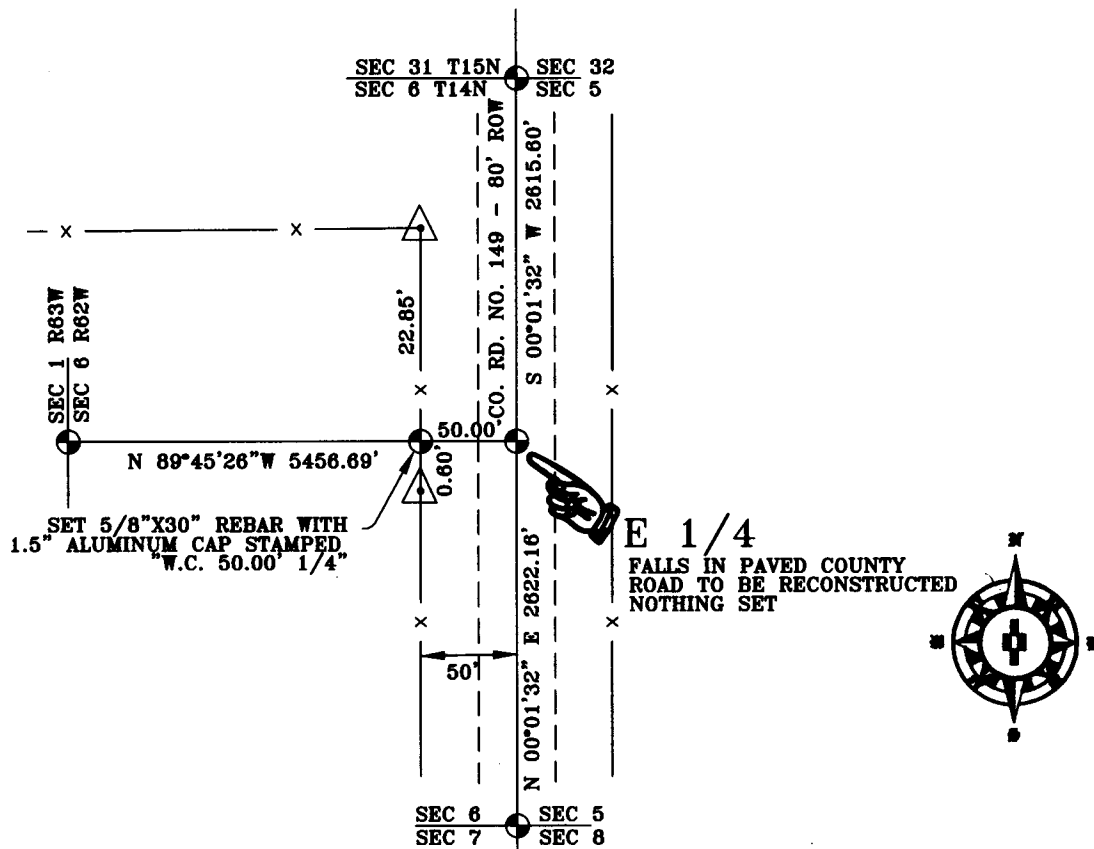 SEC 31 T15N
SEC 32
SEC 6 T14N
SEC 5
CO. RD. NO. 149 - 80' ROW
S 00°01'32" W 2615.60'
X
X
22.85'
SEC 1 R63W
SEC 6 R62W
X
X
50.00'
N 89°45'26"W 5456.69'
0.60'
SET 5/8"X30" REBAR WITH
1.5" ALUMINUM CAP STAMPED
"W.C. 50.00' 1/4"
E 1/4
FALLS IN PAVED COUNTY
ROAD TO BE RECONSTRUCTED
NOTHING SET
N 00°01'32" E 2622.16'
X
X
50'
N
S
SEC 6
SEC 5
SEC 7
SEC 8